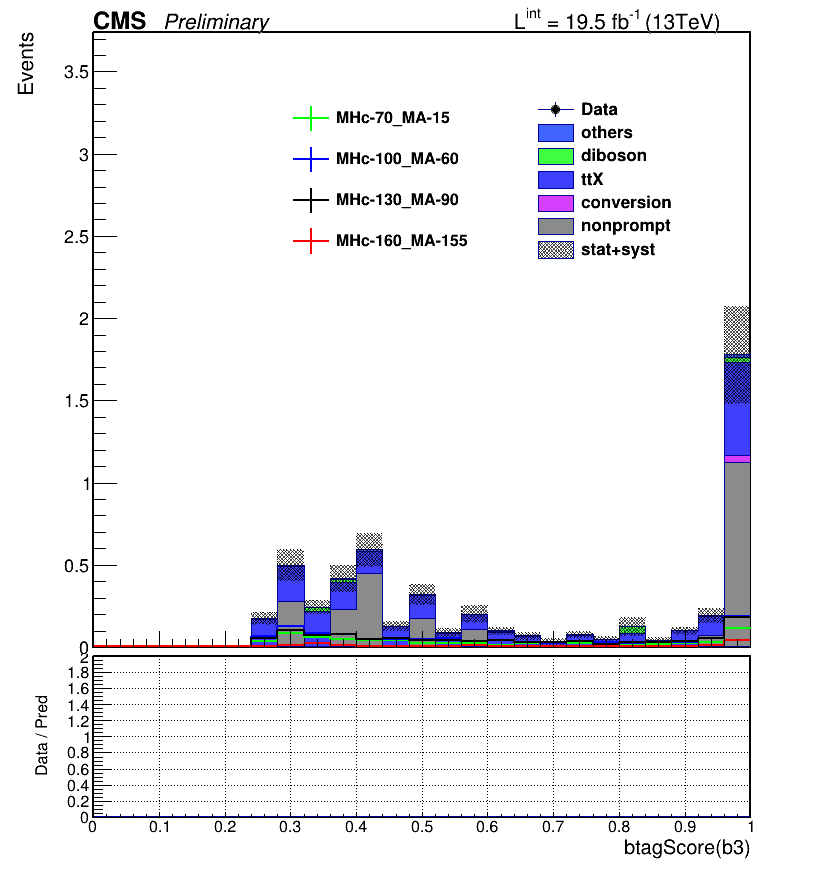 CMS Preliminary
L^int = 19.5 fb^-1 (13TeV)
Events
3.5
3
2.5
2
1.5
1
0.5
0
MHc-70_MA-15
MHc-100_MA-60
MHc-130_MA-90
MHc-160_MA-155
Data
others
diboson
ttX
conversion
nonprompt
stat+syst
Data / Pred
2
1.8
1.6
1.4
1.2
1
0.8
0.6
0.4
0.2
0
0 0.1 0.2 0.3 0.4 0.5 0.6 0.7 0.8 0.9 1
btagScore(b3)